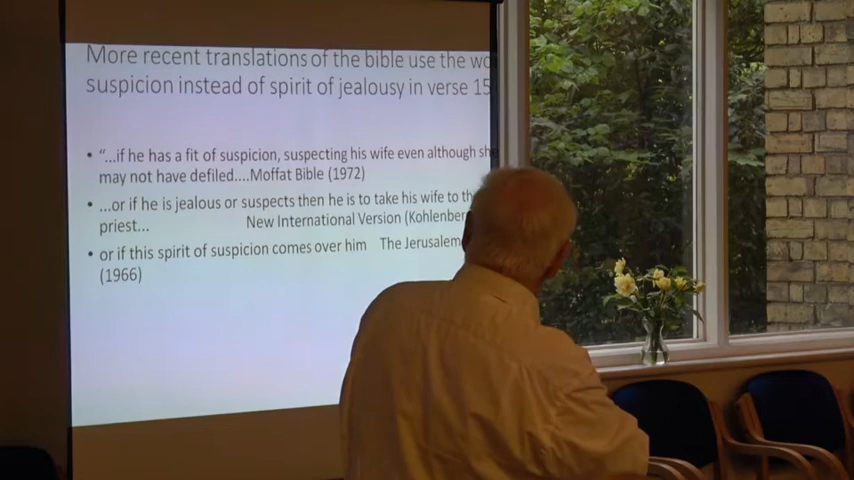 More recent translations of the bible use the
suspicion instead of spirit of jealousy in verse 15
• "...if he has a fit of suspicion, suspecting his wife even although she
may not have defiled....Moffat Bible (1972)
• ...or if he is jealous or suspects then he is to take his wife to
priest... New International Version
• or if this spirit of suspicion comes over him The Jerusalem
(1966)